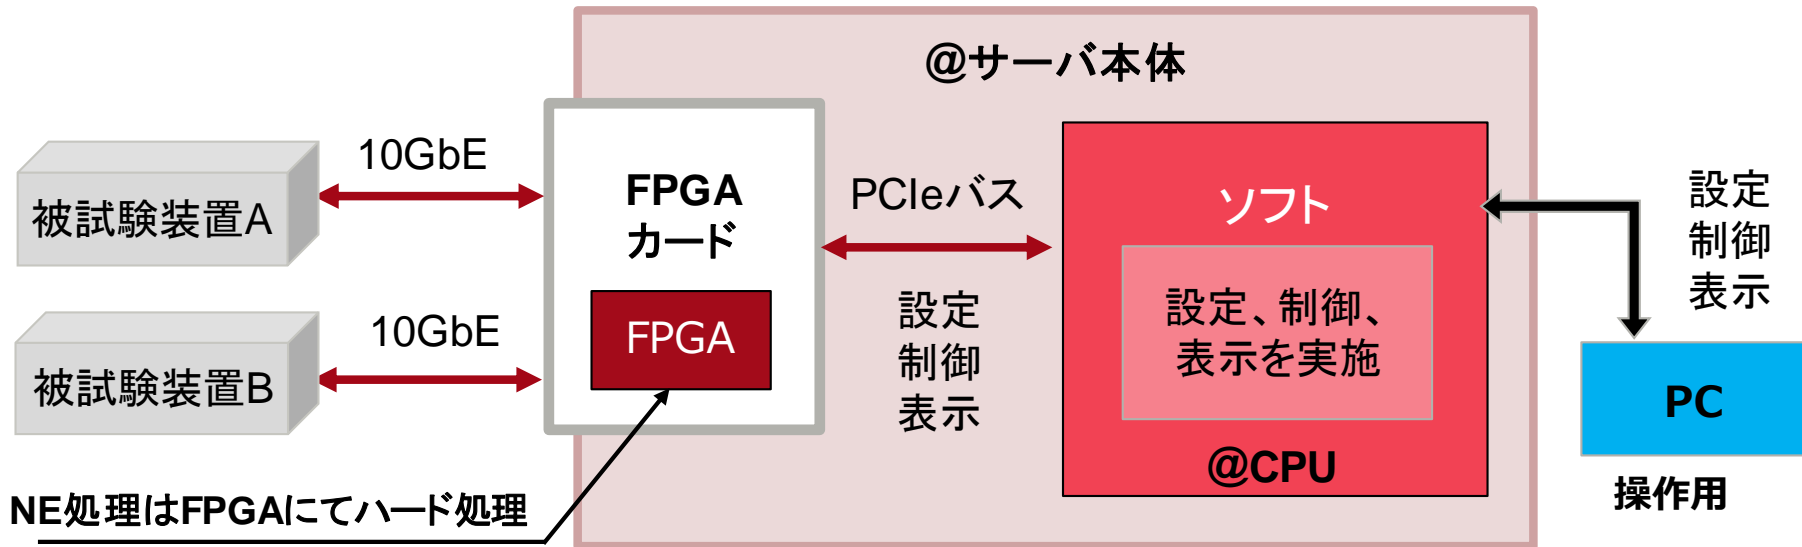 @サーバ本体
10GbE
被試験装置A
10GbE
被試験装置B
FPGA
カード
FPGA
PCIeバス
設定
制御
表示
ソフト
設定、制御、
表示を実施
@CPU
設定
制御
表示
PC
操作用
NE処理はFPGAにてハード処理